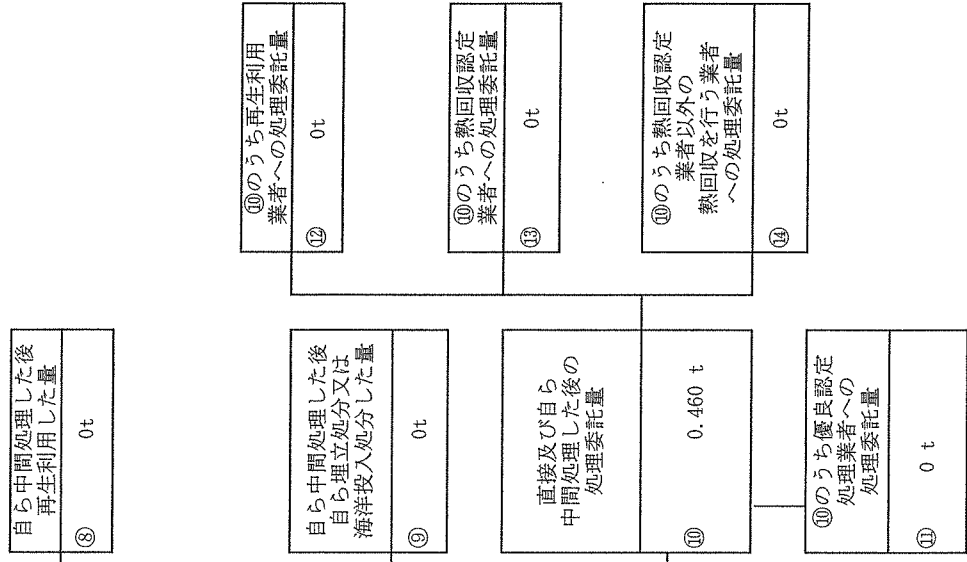 自ら中間処理した後
再生利用した量
⑧ 0t
自ら中間処理した後
自ら埋立処分又は
海洋投入処分した量
⑨ 0t
直接及び自ら
中間処理した後の
処理委託量
⑩ 0.460 t
⑩のうち優良認定
処理業者への
処理委託量
⑪ 0 t
⑩のうち再生利用
業者への処理委託量
⑫ 0t
⑩のうち熱回収認定
業者への処理委託量
⑬ 0t
⑩のうち熱回収認定
業者以外の
熱回収を行う業者
への処理委託量
⑭ 0t